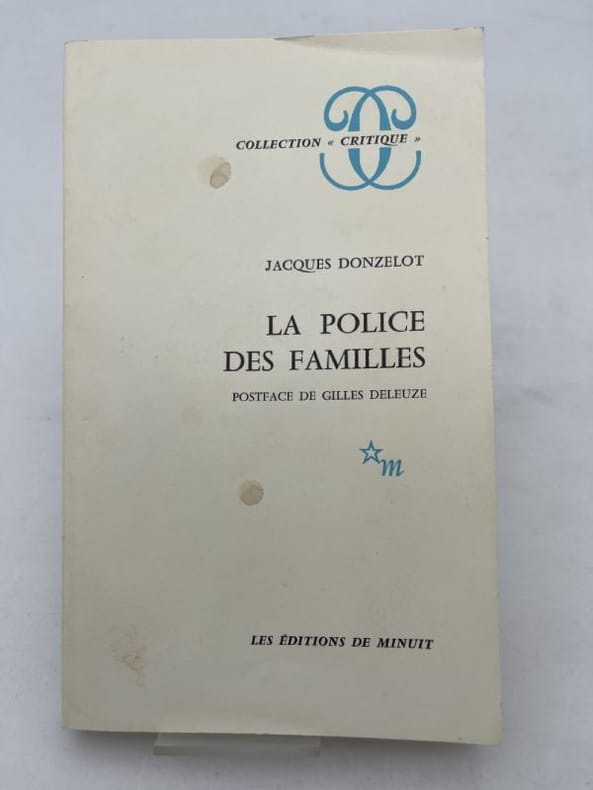 COLLECTION « CRITIQUE »
JACQUES DONZELOT
LA POLICE
DES FAMILLES
POSTFACE DE GILLES DELEUZE
m
LES ÉDITIONS DE MINUIT